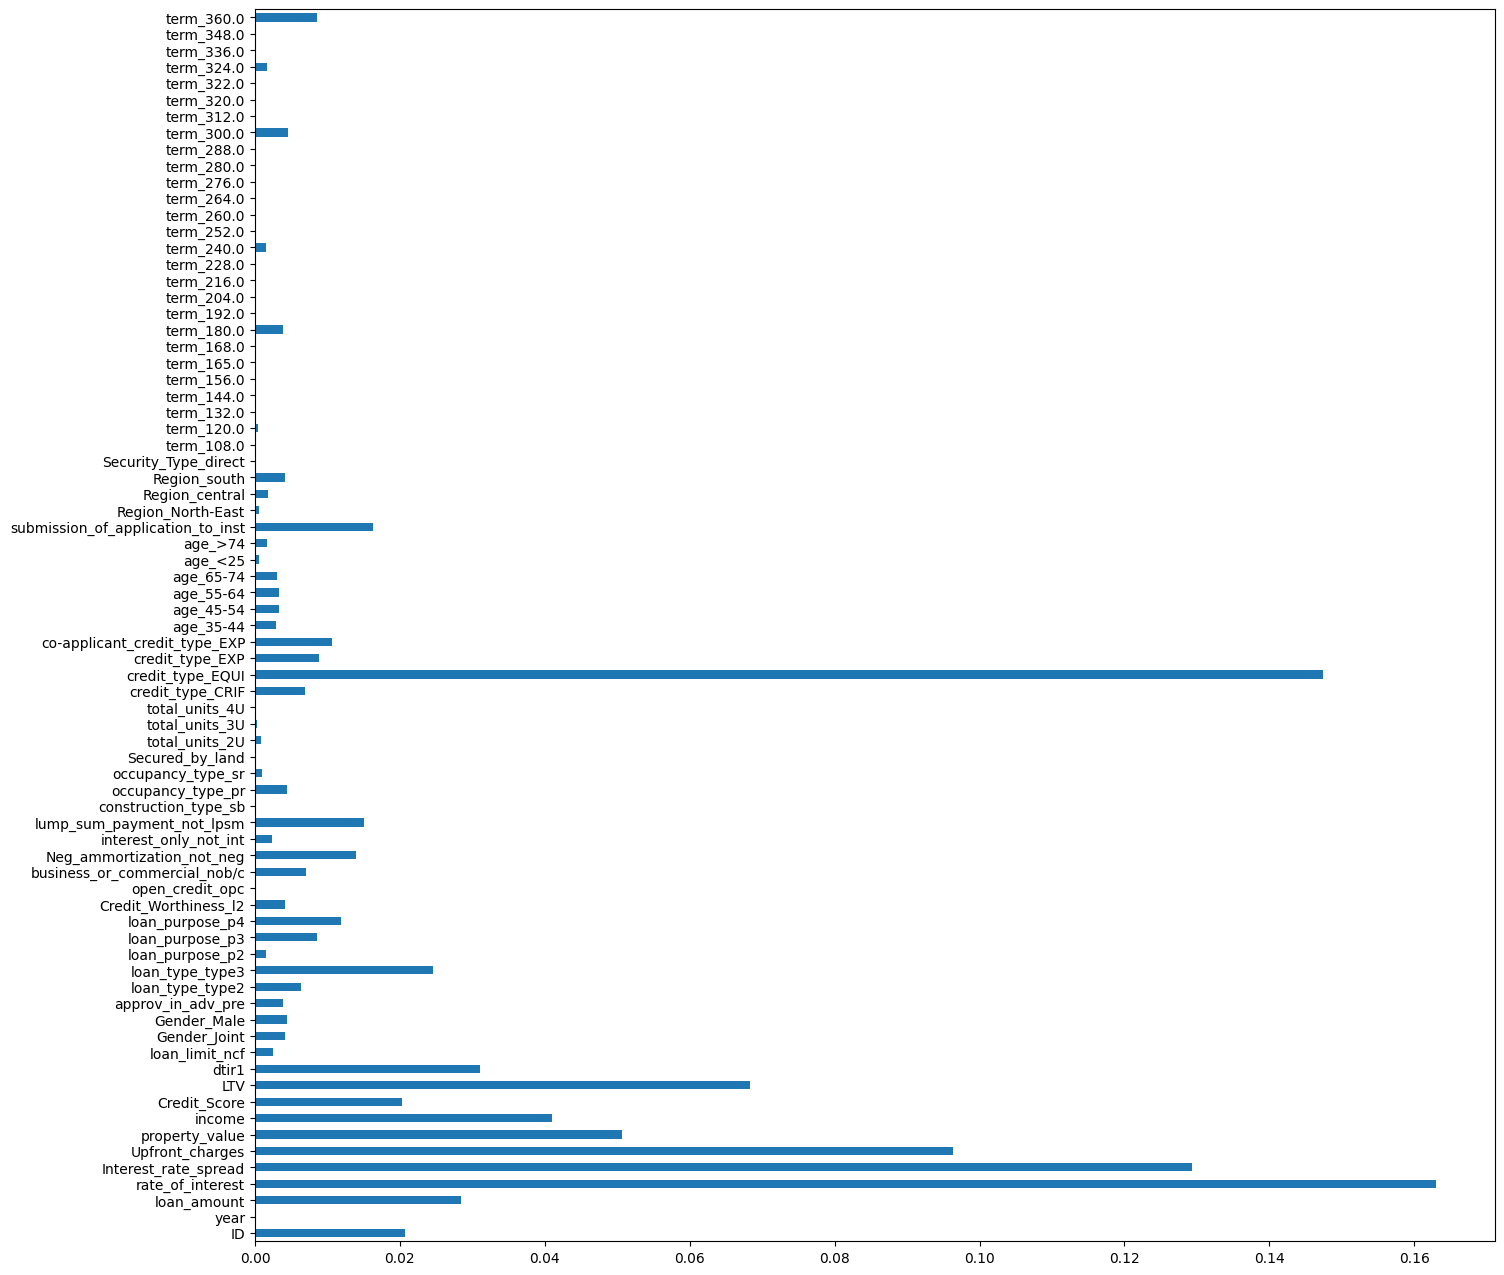 term_360.0
term_348.0
term_336.0
term_324.0
term_322.0
term_320.0
term_312.0
term_300.0
term_288.0
term_280.0
term_276.0
term_264.0
term_260.0
term_252.0
term_240.0
term_228.0
term_216.0
term_204.0
term_192.0
term_180.0
term_168.0
term_165.0
term_156.0
term_144.0
term_132.0
term_120.0
term_108.0
Security_Type_direct
Region_south
Region_central
Region_North-East
submission_of_application_to_inst
age_>74
age_<25
age_65-74
age_55-64
age_45-54
age_35-44
co-applicant_credit_type_EXP
credit_type_EXP
credit_type_EQUI
credit_type_CRIF
total_units_4U
total_units_3U
total_units_2U
Secured_by_land
occupancy_type_sr
occupancy_type_pr
construction_type_sb
lump_sum_payment_not_lpsm
interest_only_not_int
Neg_ammortization_not_neg
business_or_commercial_nob/c
open_credit_opc
Credit_Worthiness_l2
loan_purpose_p4
loan_purpose_p3
loan_purpose_p2
loan_type_type3
loan_type_type2
approv_in_adv_pre
Gender_Male
Gender_Joint
loan_limit_ncf
dtir1
LTV
Credit_Score
income
property_value
Upfront_charges
Interest_rate_spread
rate_of_interest
loan_amount
year
ID
0.00 0.02 0.04 0.06 0.08 0.10 0.12 0.14 0.16